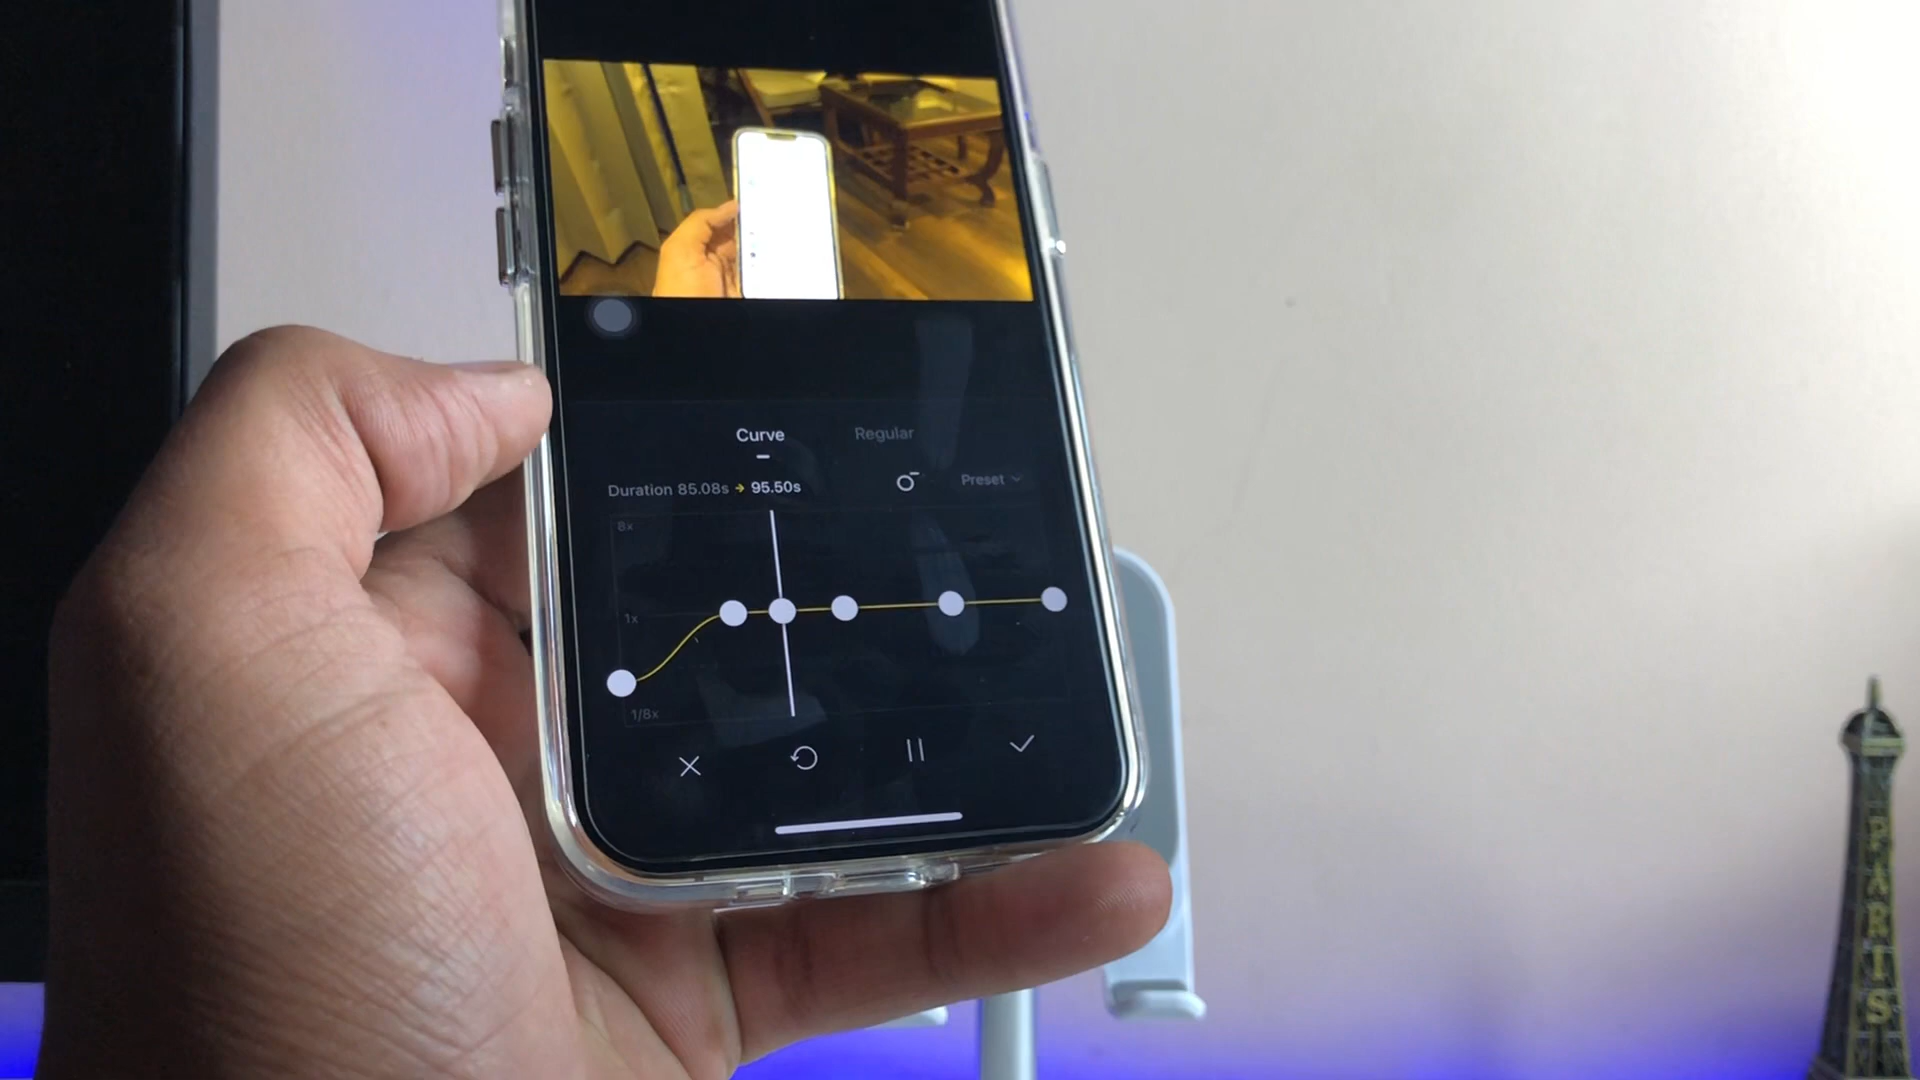 Curve Regular
Duration 85.08s → 95.50s Preset
8x
1x
1/8x
PARIS